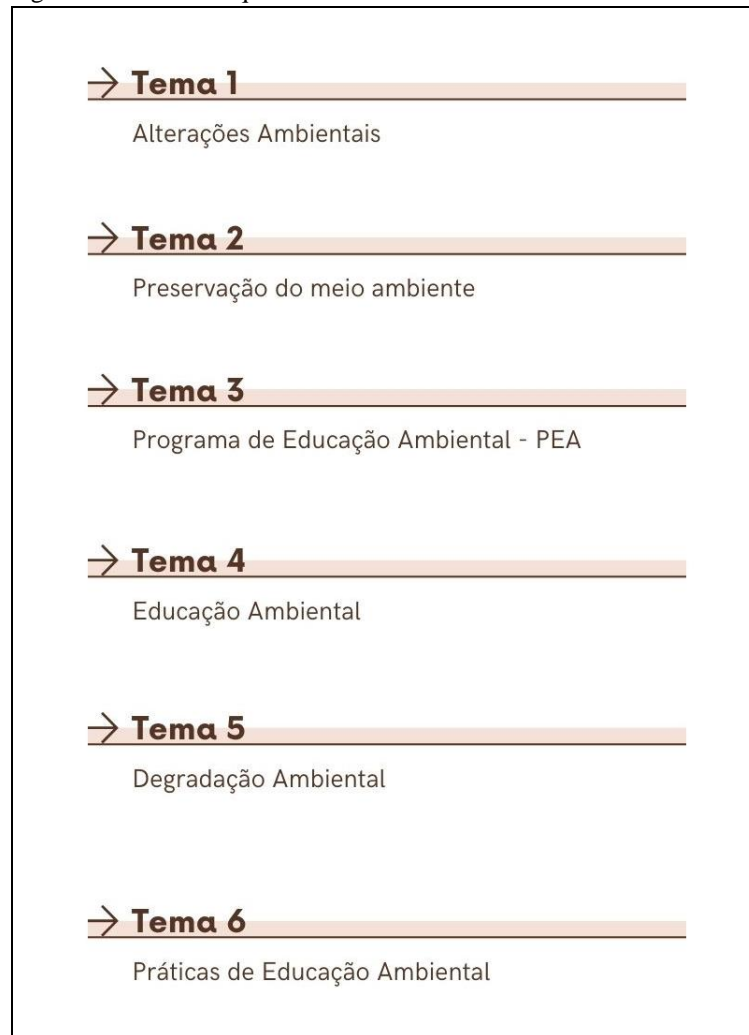 Tema 1
Alterações Ambientais
Tema 2
Preservação do meio ambiente
Tema 3
Programa de Educação Ambiental - PEA
Tema 4
Educação Ambiental
Tema 5
Degradação Ambiental
Tema 6
Práticas de Educação Ambiental